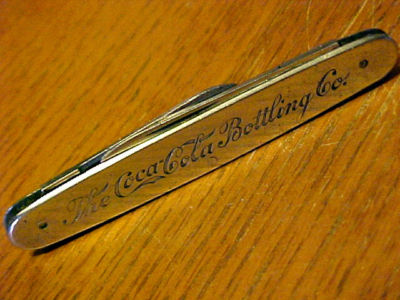 The Coca-Cola Bottling Co.